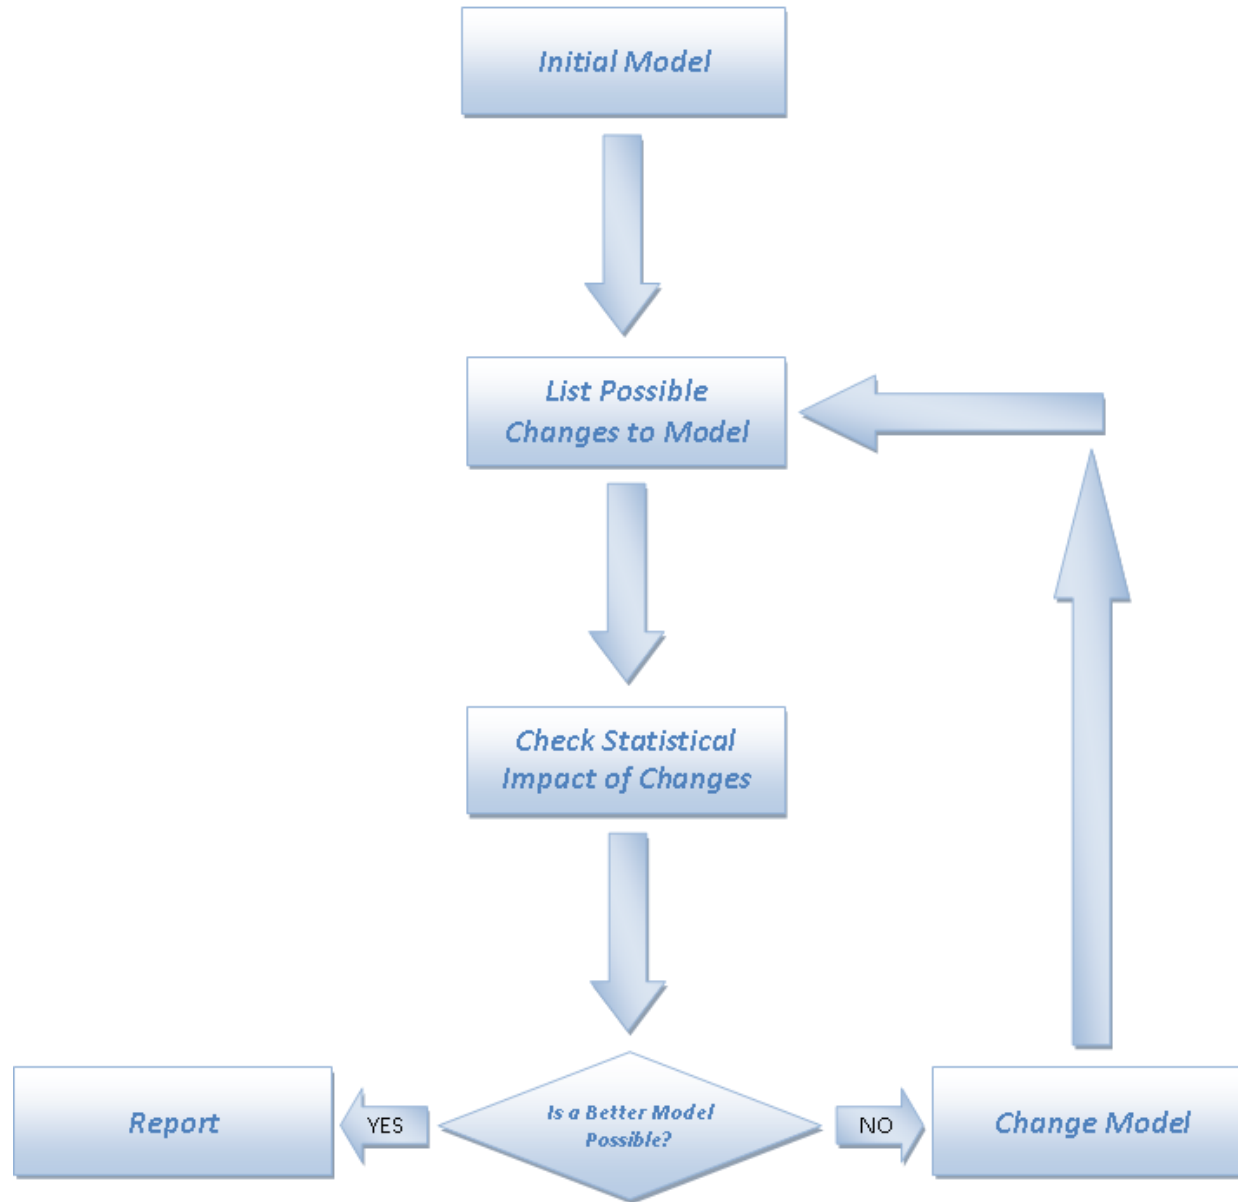 Initial Model
List Possible
Changes to Model
Check Statistical
Impact of Changes
Is a Better Model
Possible?
Report
YES
NO
Change Model